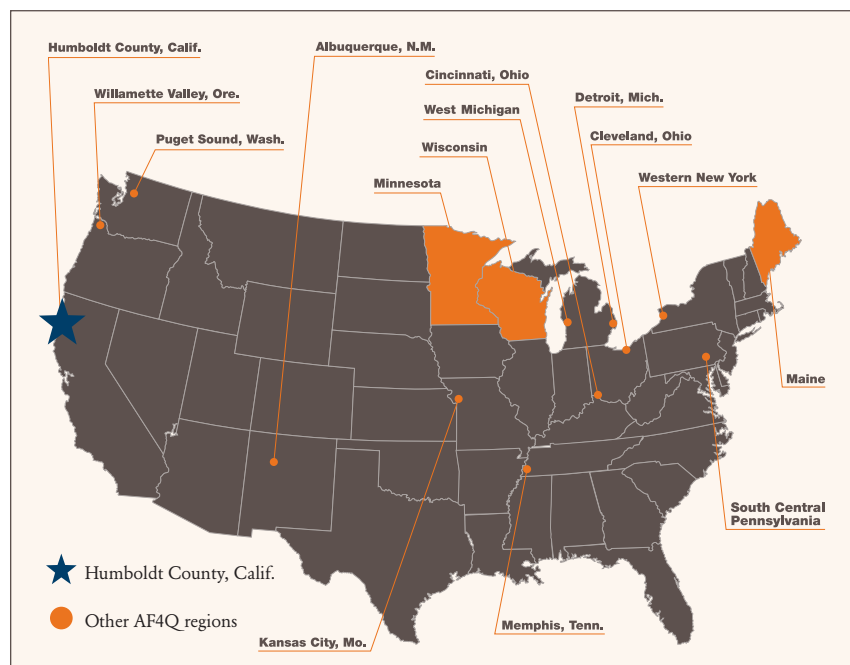 Humboldt County, Calif.
Albuquerque, N.M.
Cincinnati, Ohio
Willamette Valley, Ore.
Detroit, Mich.
West Michigan
Puget Sound, Wash.
Cleveland, Ohio
Wisconsin
Western New York
Minnesota
Maine
South Central
Pennsylvania
Humboldt County, Calif.
Other AF4Q regions
Memphis, Tenn.
Kansas City, Mo.